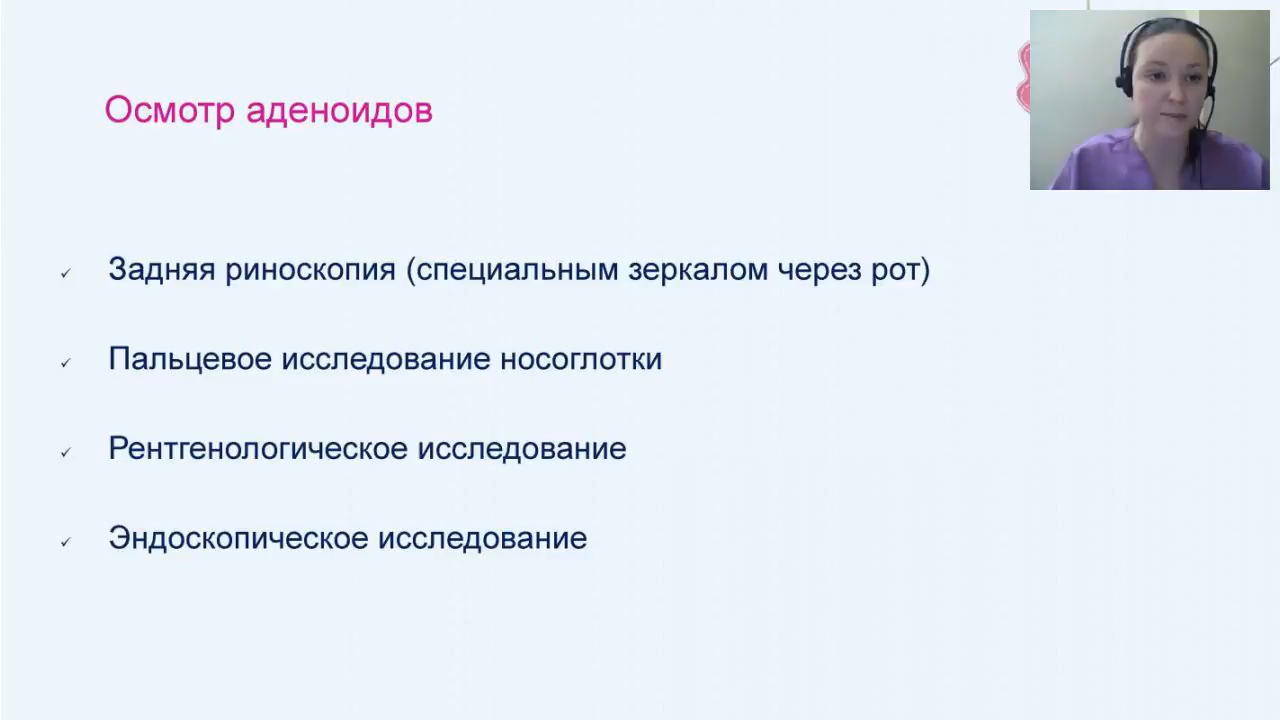 Осмотр аденоидов
Задняя риноскопия (специальным зеркалом через рот)
Пальцевое исследование носоглотки
Рентгенологическое исследование
Эндоскопическое исследование